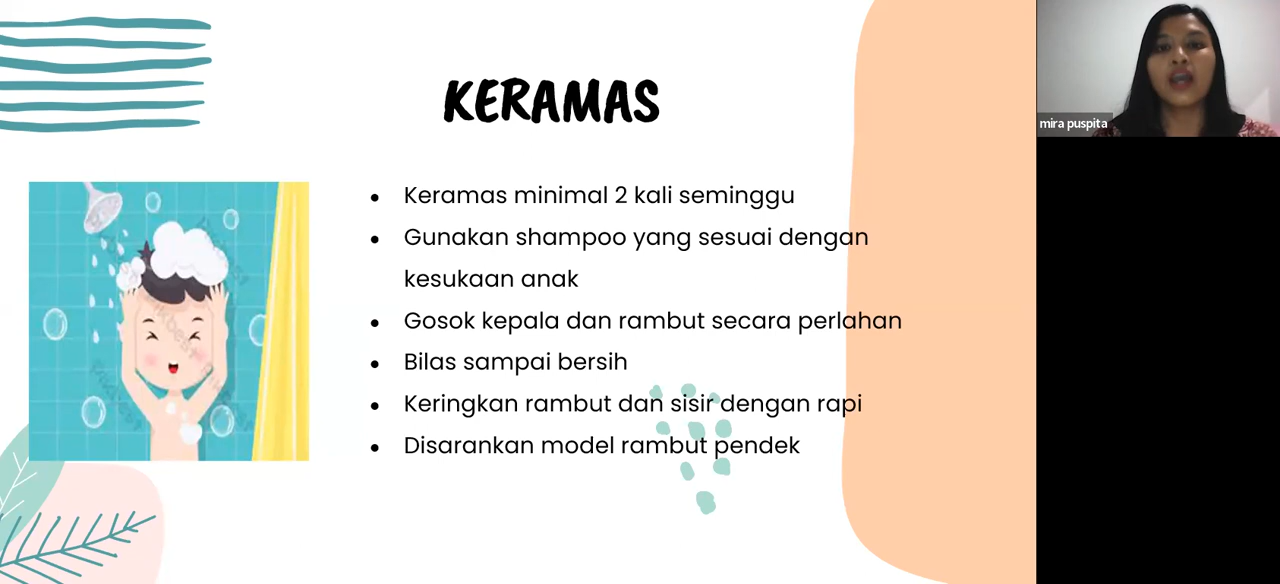 KERAMAS
mira puspita
• Keramas minimal 2 kali seminggu
• Gunakan shampoo yang sesuai dengan
kesukaan anak
• Gosok kepala dan rambut secara perlahan
• Bilas sampai bersih
• Keringkan rambut dan sisir dengan rapi
• Disarankan model rambut pendek